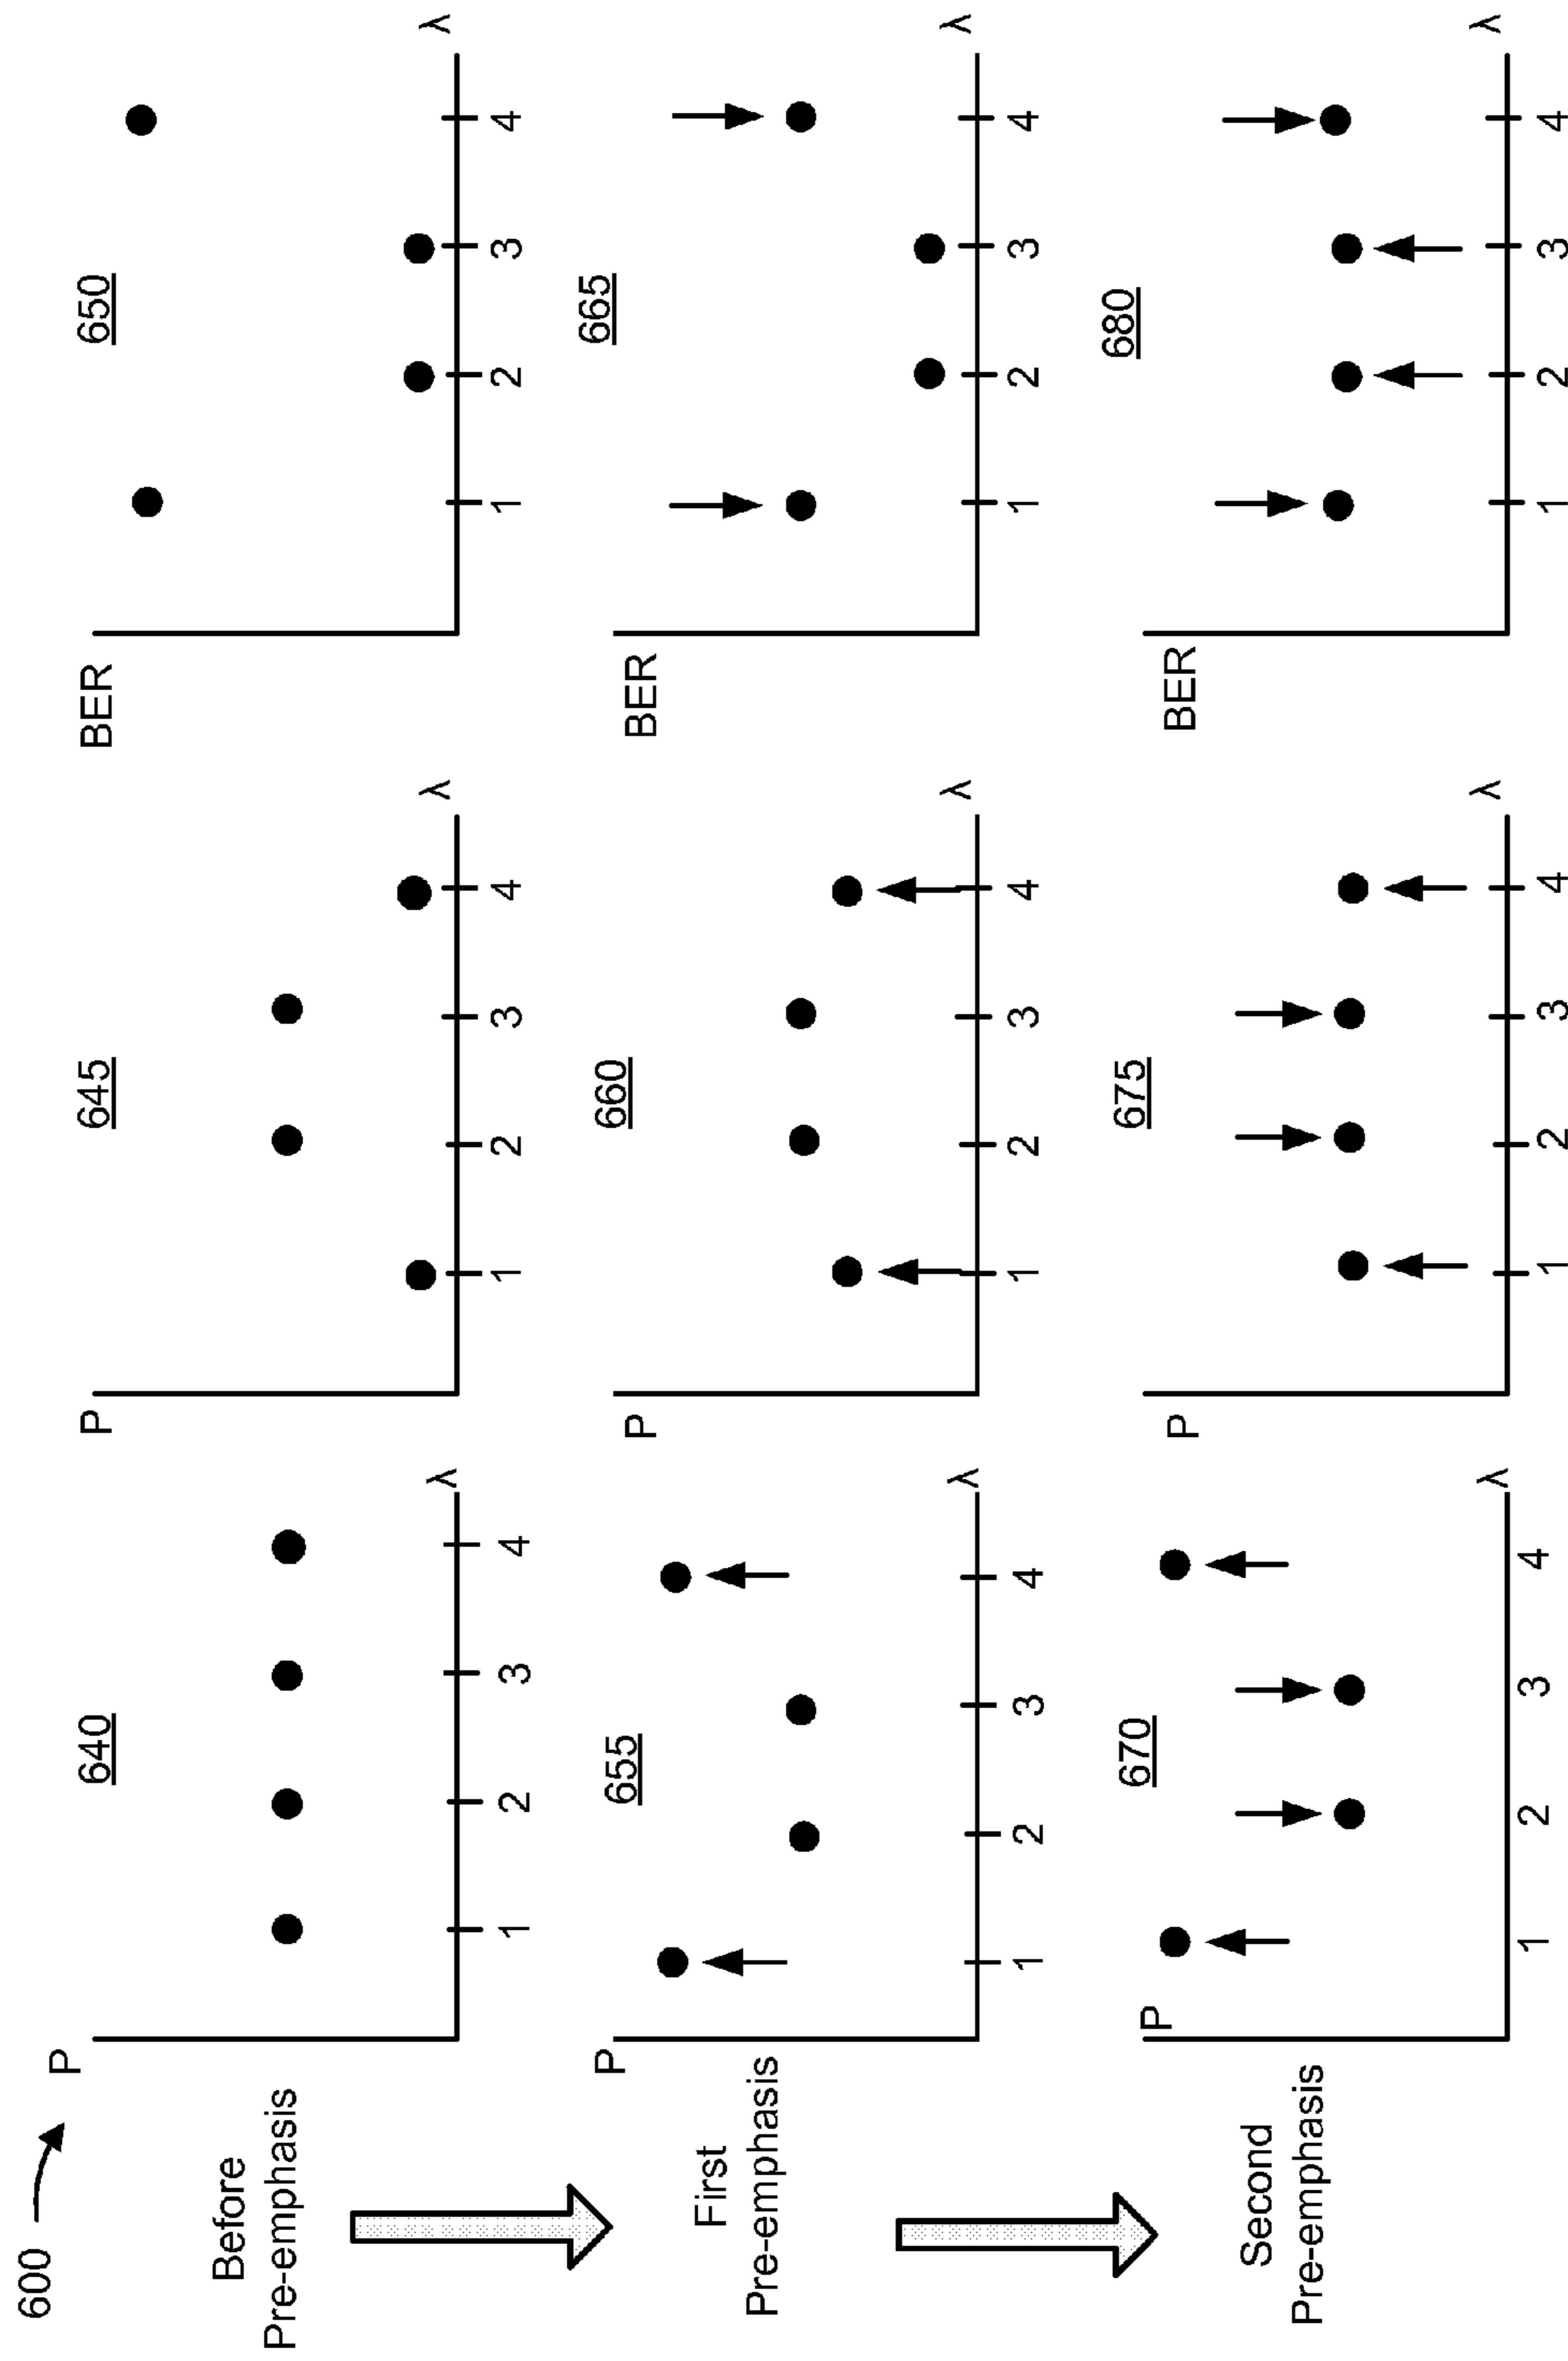 600
Before
Pre-emphasis
P
640
1 2 3 4 λ
P
645
1 2 3 4 λ
BER
650
1 2 3 4 λ
First
Pre-emphasis
P
655
1 2 3 4 λ
P
660
1 2 3 4 λ
BER
665
1 2 3 4 λ
Second
Pre-emphasis
P
670
1 2 3 4 λ
P
675
1 2 3 4 λ
BER
680
1 2 3 4 λ